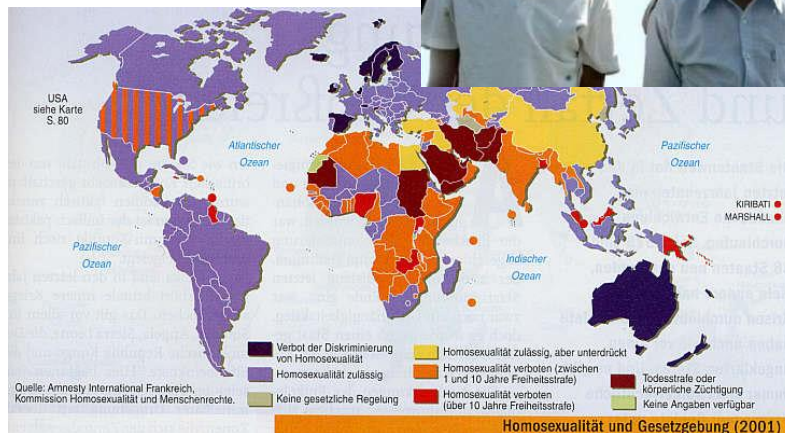 USA
siehe Karte
S. 80
Atlantischer
Ozean
Pazifischer
Ozean
KIRIBATI
MARSHALL
Pazifischer
Ozean
Indischer
Ozean
Verbot der Diskriminierung
von Homosexualität
Homosexualität zulässig
Keine gesetzliche Regelung
Homosexualität zulässig, aber unterdrückt
Homosexualität verboten (zwischen
1 und 10 Jahre Freiheitsstrafe)
Homosexualität verboten
(über 10 Jahre Freiheitsstrafe)
Todesstrafe oder
körperliche Züchtigung
Keine Angaben verfügbar
Quelle: Amnesty International Frankreich,
Kommission Homosexualität und Menschenrechte.
Homosexualität und Gesetzgebung (2001)